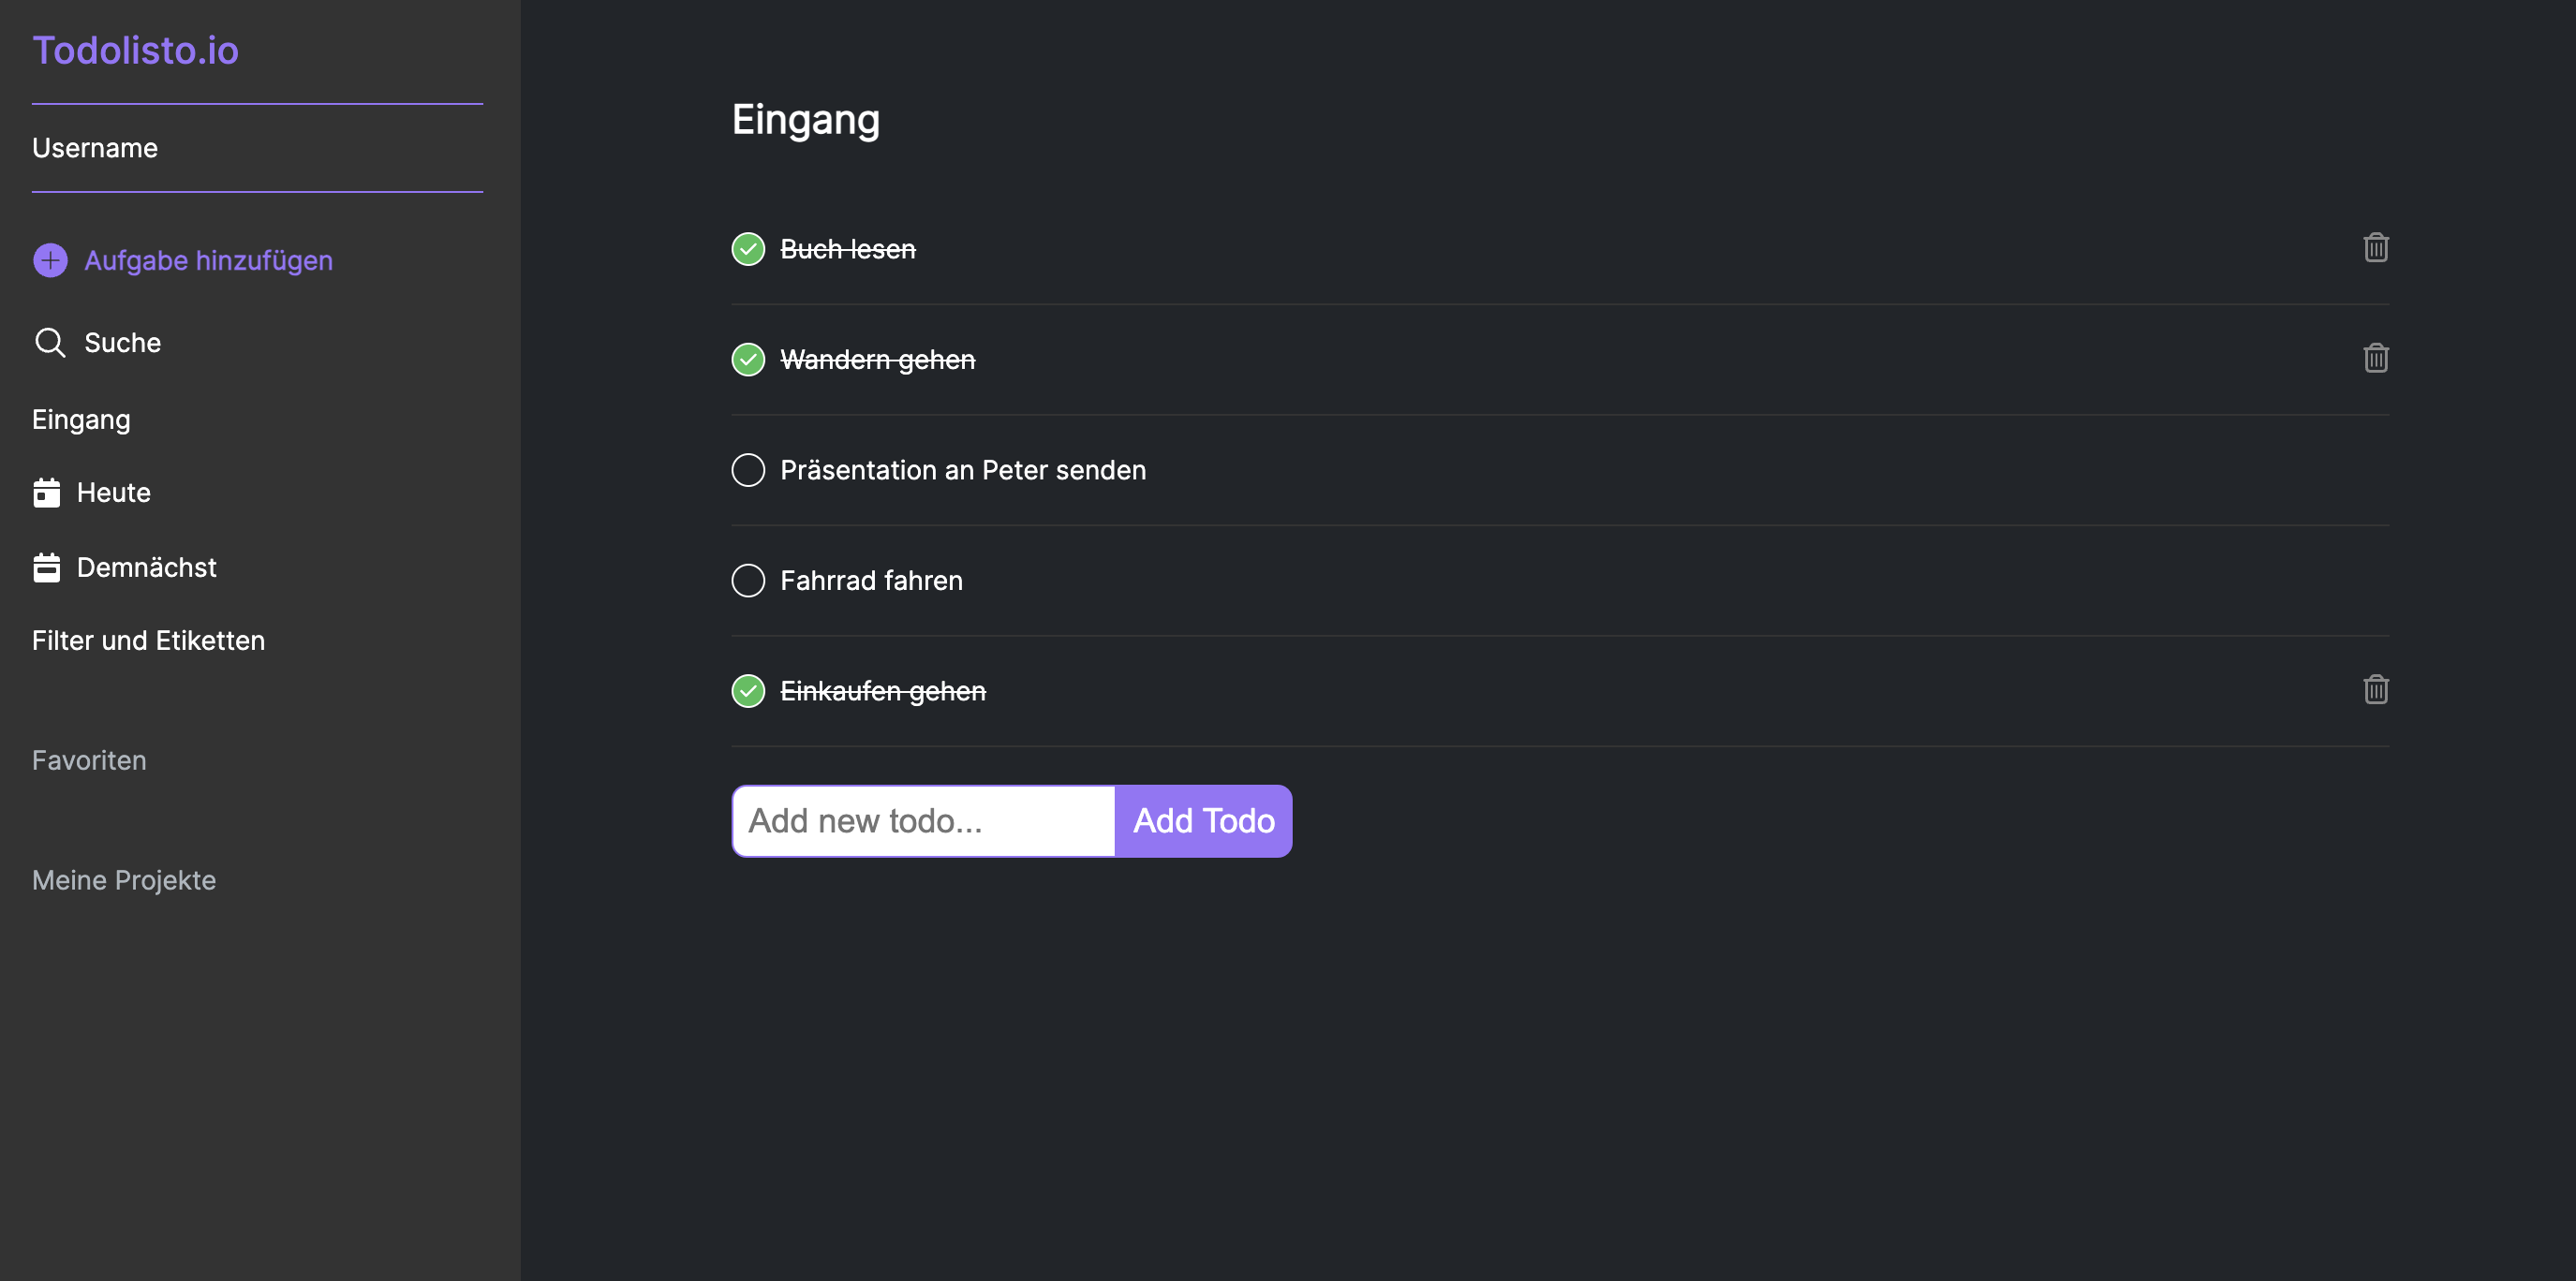 Todolisto.io
Username
Aufgabe hinzufügen
Suche
Eingang
Heute
Demnächst
Filter und Etiketten
Favoriten
Meine Projekte
Eingang
Buch lesen
Wandern gehen
Präsentation an Peter senden
Fahrrad fahren
Einkaufen gehen
Add new todo... Add Todo